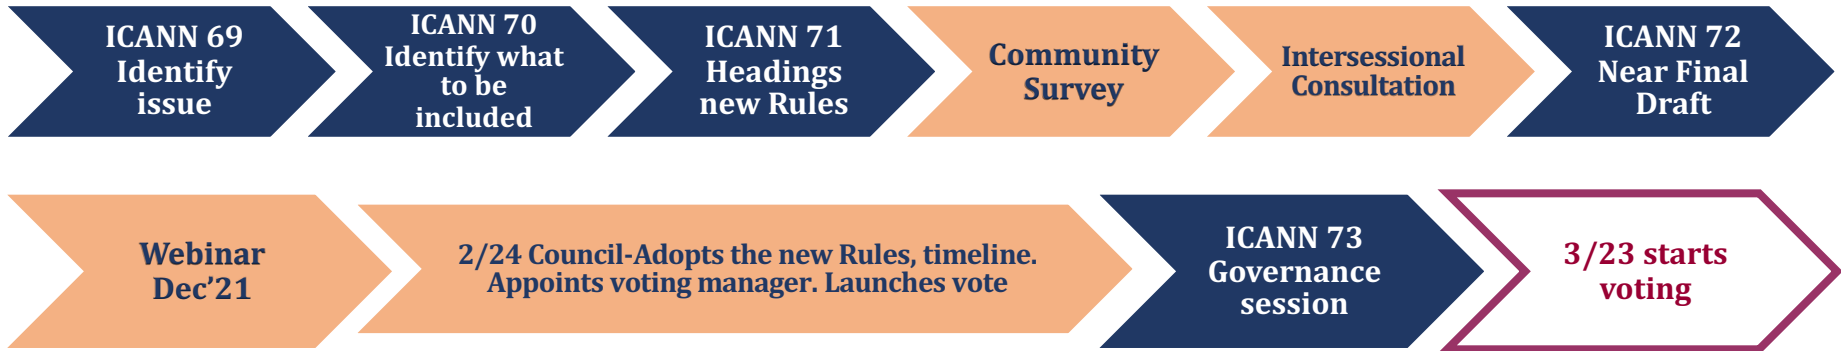 ICANN 69
Identify
issue
ICANN 70
Identify what
to be
included
ICANN 71
Headings
new Rules
Community
Survey
Intersessional
Consultation
ICANN 72
Near Final
Draft
Webinar
Dec’21
2/24 Council-Adopts the new Rules, timeline.
Appoints voting manager. Launches vote
ICANN 73
Governance
session
3/23 starts
voting